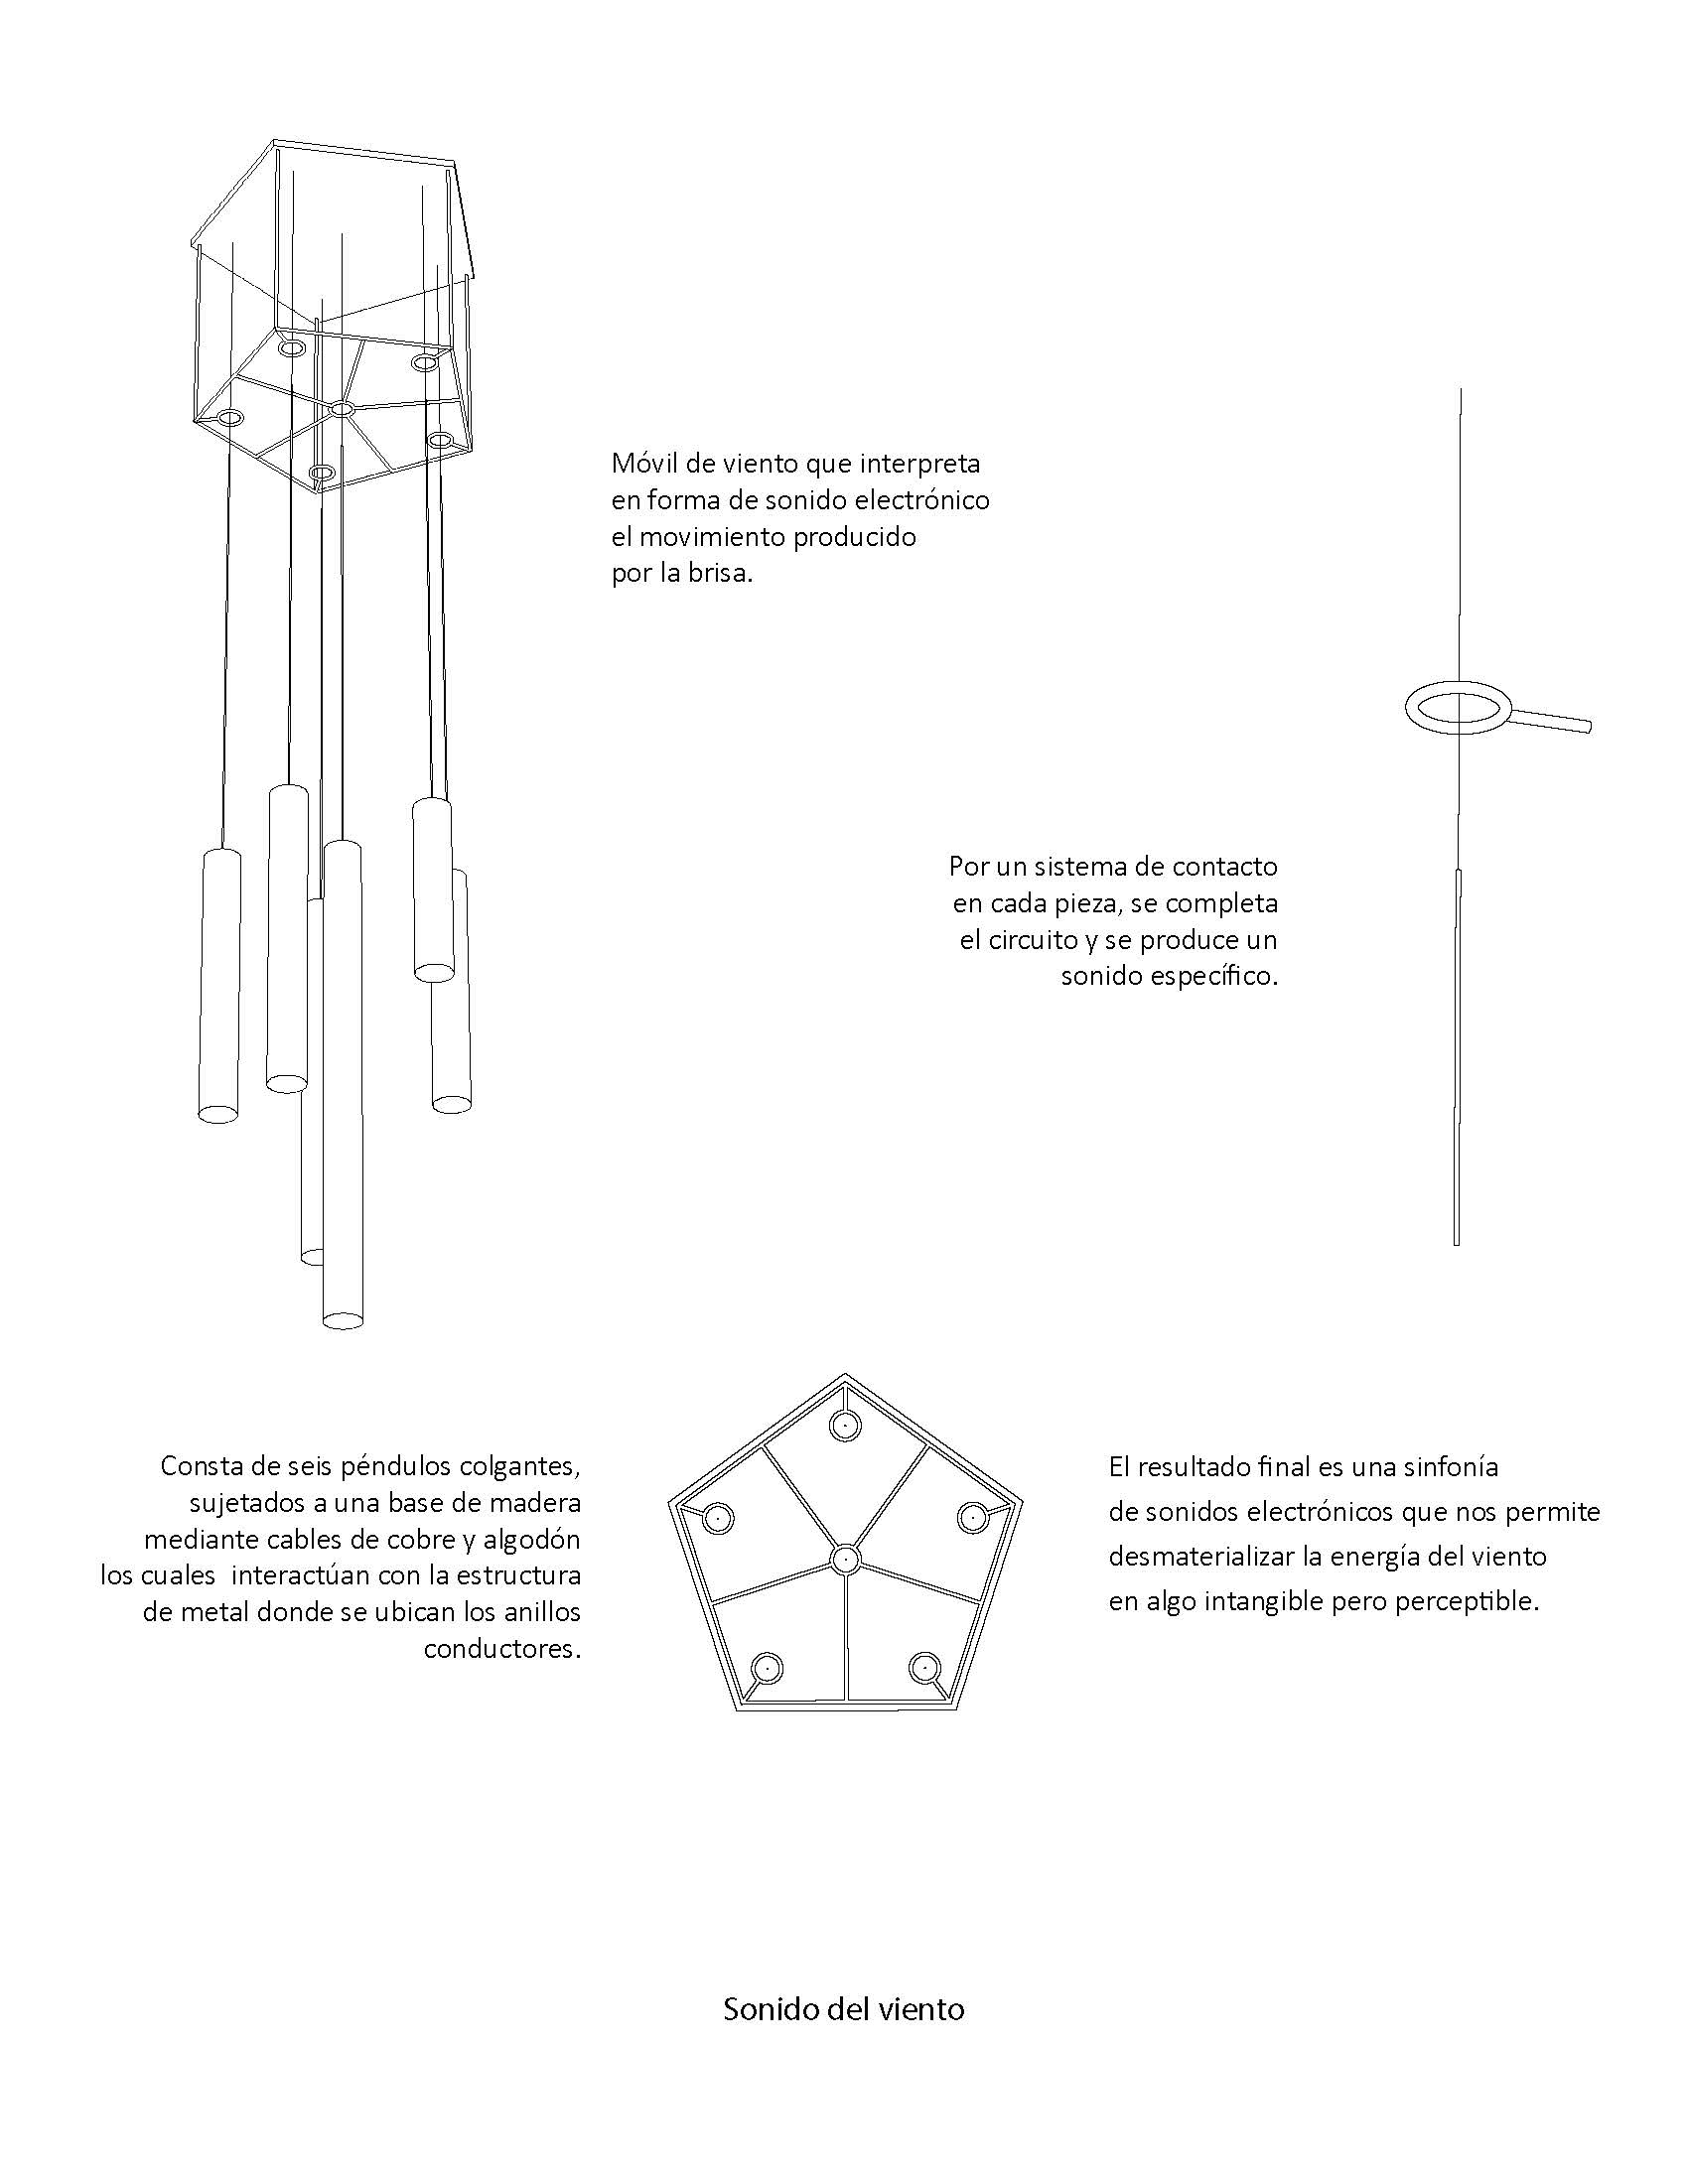 Móvil de viento que interpreta
en forma de sonido electrónico
el movimiento producido
por la brisa.
Por un sistema de contacto
en cada pieza, se completa
el circuito y se produce un
sonido específico.
Consta de seis péndulos colgantes,
sujetados a una base de madera
mediante cables de cobre y algodón
los cuales  interactúan con la estructura
de metal donde se ubican los anillos
conductores.
El resultado final es una sinfonía
de sonidos electrónicos que nos permite
desmaterializar la energía del viento
en algo intangible pero perceptible.
Sonido del viento